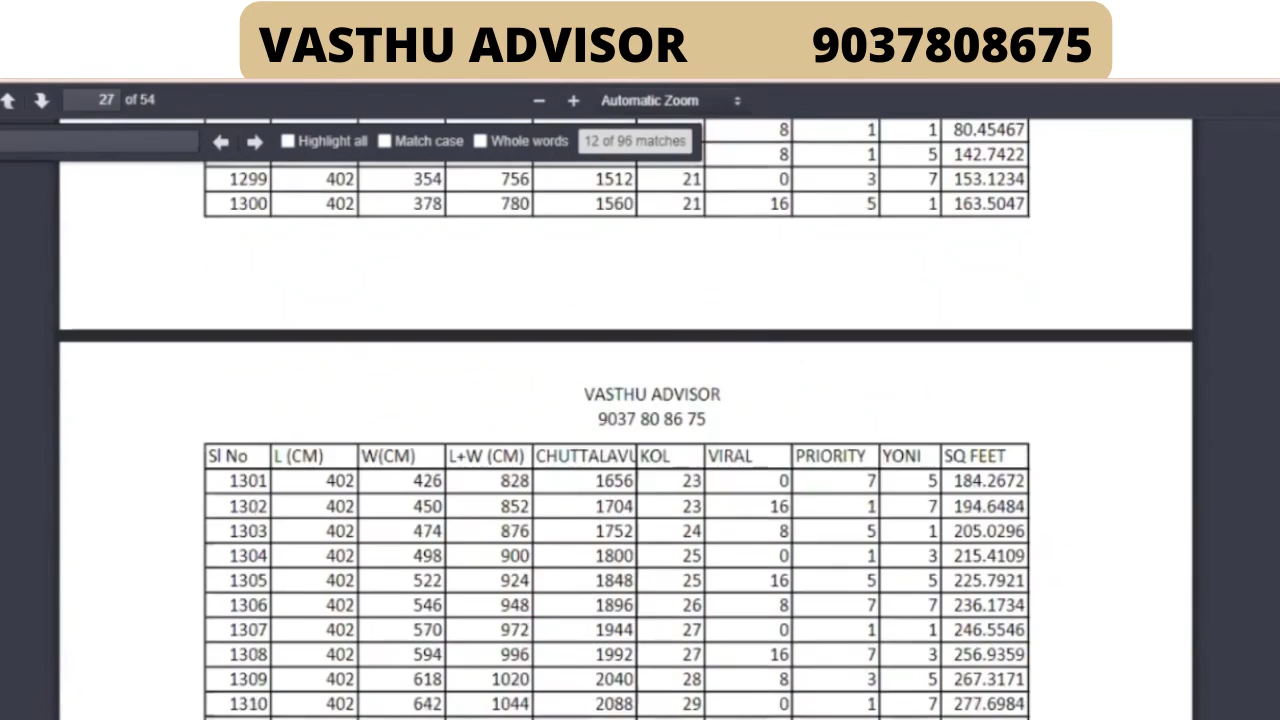 VASTHU ADVISOR 9037808675
27 of 54
Automatic Zoom
Highlight all Match case Whole words 12 of 96 matches
8 1 1 80.45467
8 1 5 142.7422
1299 402 354 756 1512 21 0 3 7 153.1234
1300 402 378 780 1560 21 16 5 1 163.5047
VASTHU ADVISOR
9037 80 86 75
Sl No L (CM) W(CM) L+W (CM) CHUTTALAVU KOL VIRAL PRIORITY YONI SQ FEET
1301 402 426 828 1656 23 0 7 5 184.2672
1302 402 450 852 1704 23 16 1 7 194.6484
1303 402 474 876 1752 24 8 5 1 205.0296
1304 402 498 900 1800 25 0 1 3 215.4109
1305 402 522 924 1848 25 16 5 5 225.7921
1306 402 546 948 1896 26 8 7 7 236.1734
1307 402 570 972 1944 27 0 1 1 246.5546
1308 402 594 996 1992 27 16 7 3 256.9359
1309 402 618 1020 2040 28 8 3 5 267.3171
1310 402 642 1044 2088 29 0 1 7 277.6984